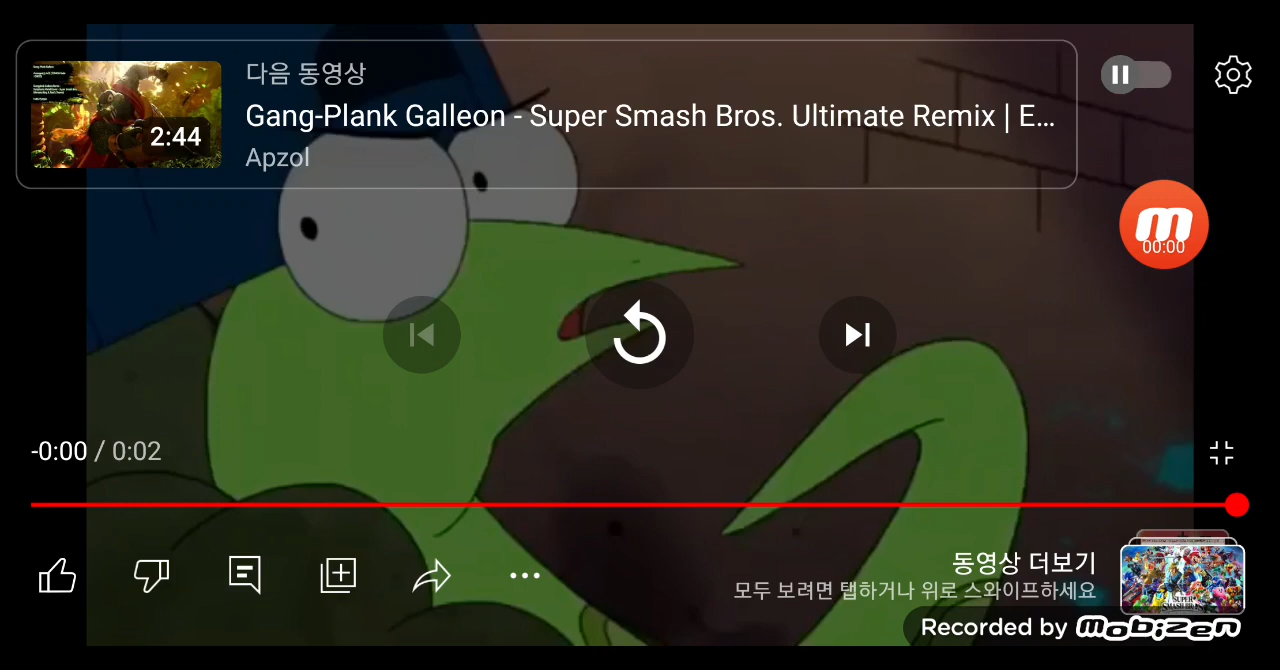 다음 동영상
Gang-Plank Galleon - Super Smash Bros. Ultimate Remix | E...
Apzol
2:44
00:00
-0:00 / 0:02
동영상 더보기
모두 보려면 탭하거나 위로 스와이프하세요
SUPER
Recorded by mobizen